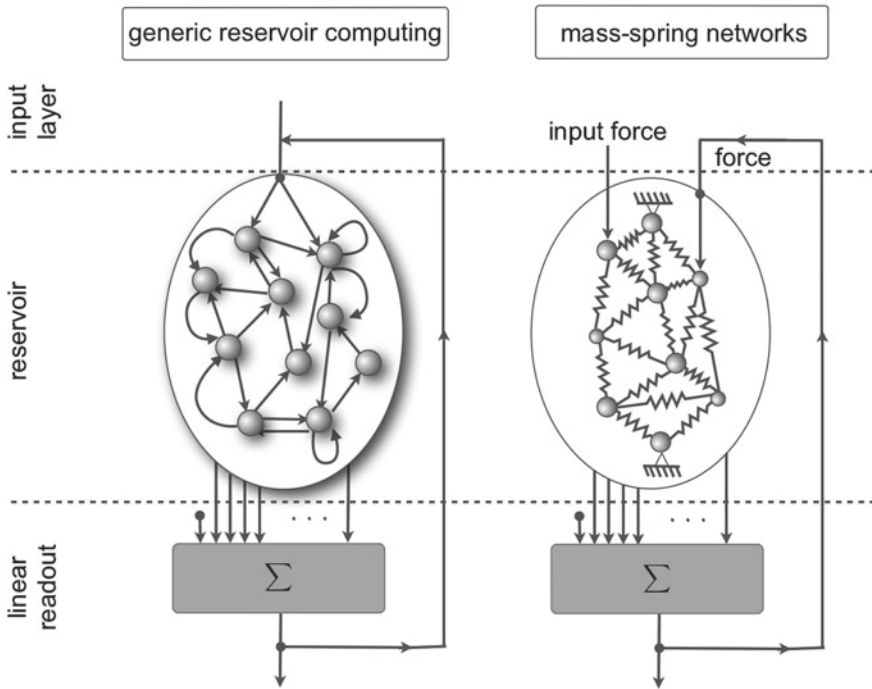 generic reservoir computing
mass-spring networks
input
layer
input force
force
reservoir
. . .
. . .
linear
readout
Σ
Σ